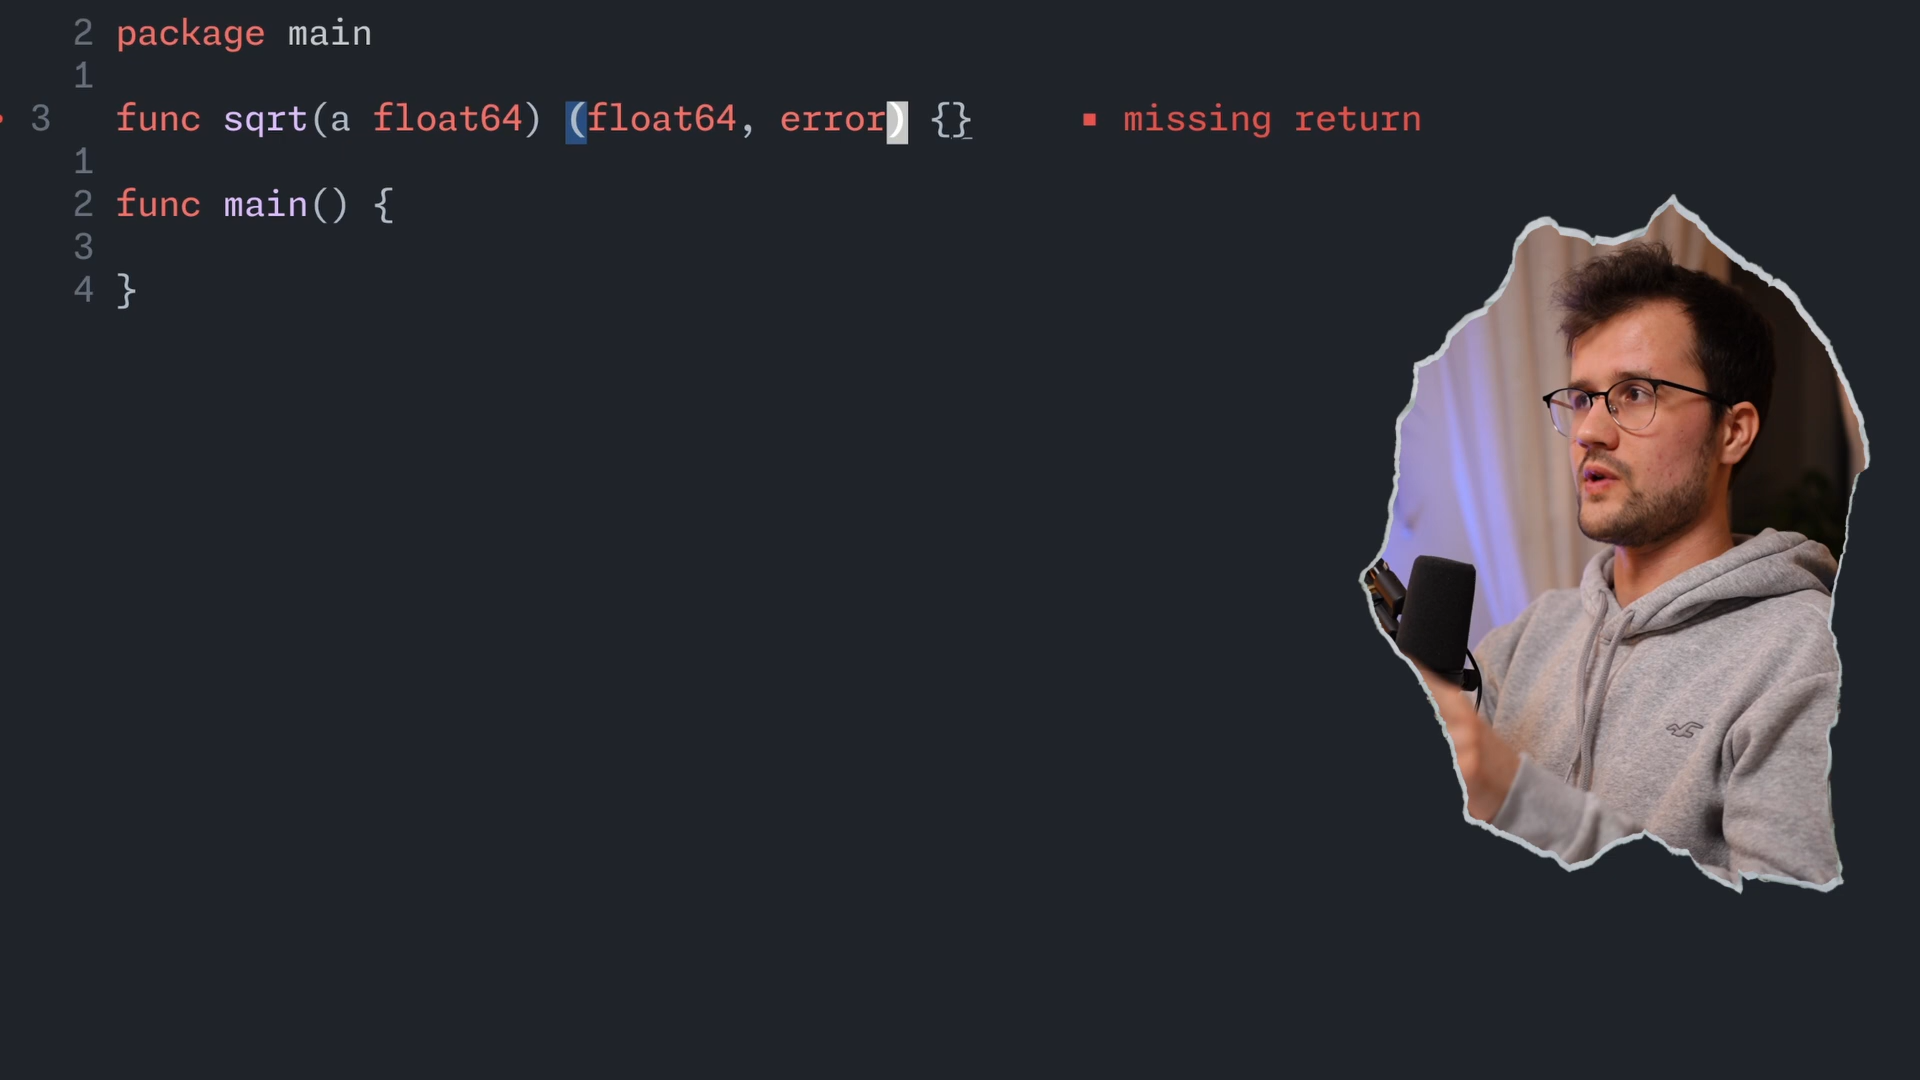 2 package main
1
3 func sqrt(a float64) (float64, error) {} ■ missing return
1
2 func main() {
3
4 }